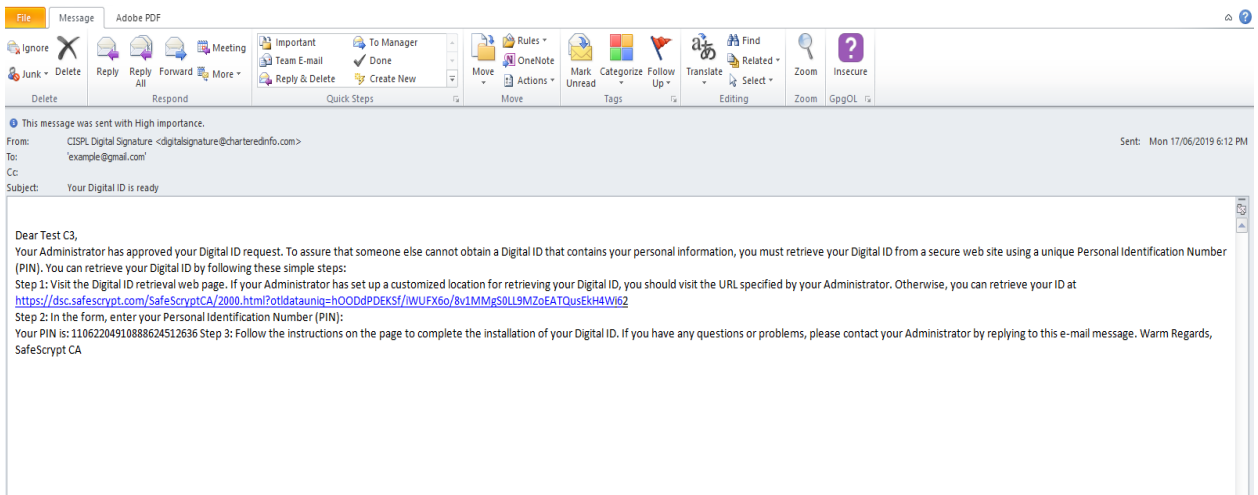 File Message Adobe PDF
Ignore Meeting Important To Manager Rules Find
Junk Delete Reply Reply All Forward More Team E-mail Done Move OneNote Mark Unread Categorize Follow Up Translate Related Zoom Insecure
Reply & Delete Create New Actions Select
Delete Respond Quick Steps Move Tags Editing Zoom GpgOL
This message was sent with High importance.
From: CISPL Digital Signature <digitalsignature@charteredinfo.com> Sent: Mon 17/06/2019 6:12 PM
To: 'example@gmail.com'
Cc:
Subject: Your Digital ID is ready
Dear Test C3,
Your Administrator has approved your Digital ID request. To assure that someone else cannot obtain a Digital ID that contains your personal information, you must retrieve your Digital ID from a secure web site using a unique Personal Identification Number
(PIN). You can retrieve your Digital ID by following these simple steps:
Step 1: Visit the Digital ID retrieval web page. If your Administrator has set up a customized location for retrieving your Digital ID, you should visit the URL specified by your Administrator. Otherwise, you can retrieve your ID at
https://dsc.safescrypt.com/SafeScryptCA/2000.html?otldatauniq=hOODdPDEKSf/iWUFX6o/8v1MMgS0LL9MZoEATQusEkH4Wi62
Step 2: In the form, enter your Personal Identification Number (PIN):
Your PIN is: 11062204910888624512636 Step 3: Follow the instructions on the page to complete the installation of your Digital ID. If you have any questions or problems, please contact your Administrator by replying to this e-mail message. Warm Regards,
SafeScrypt CA